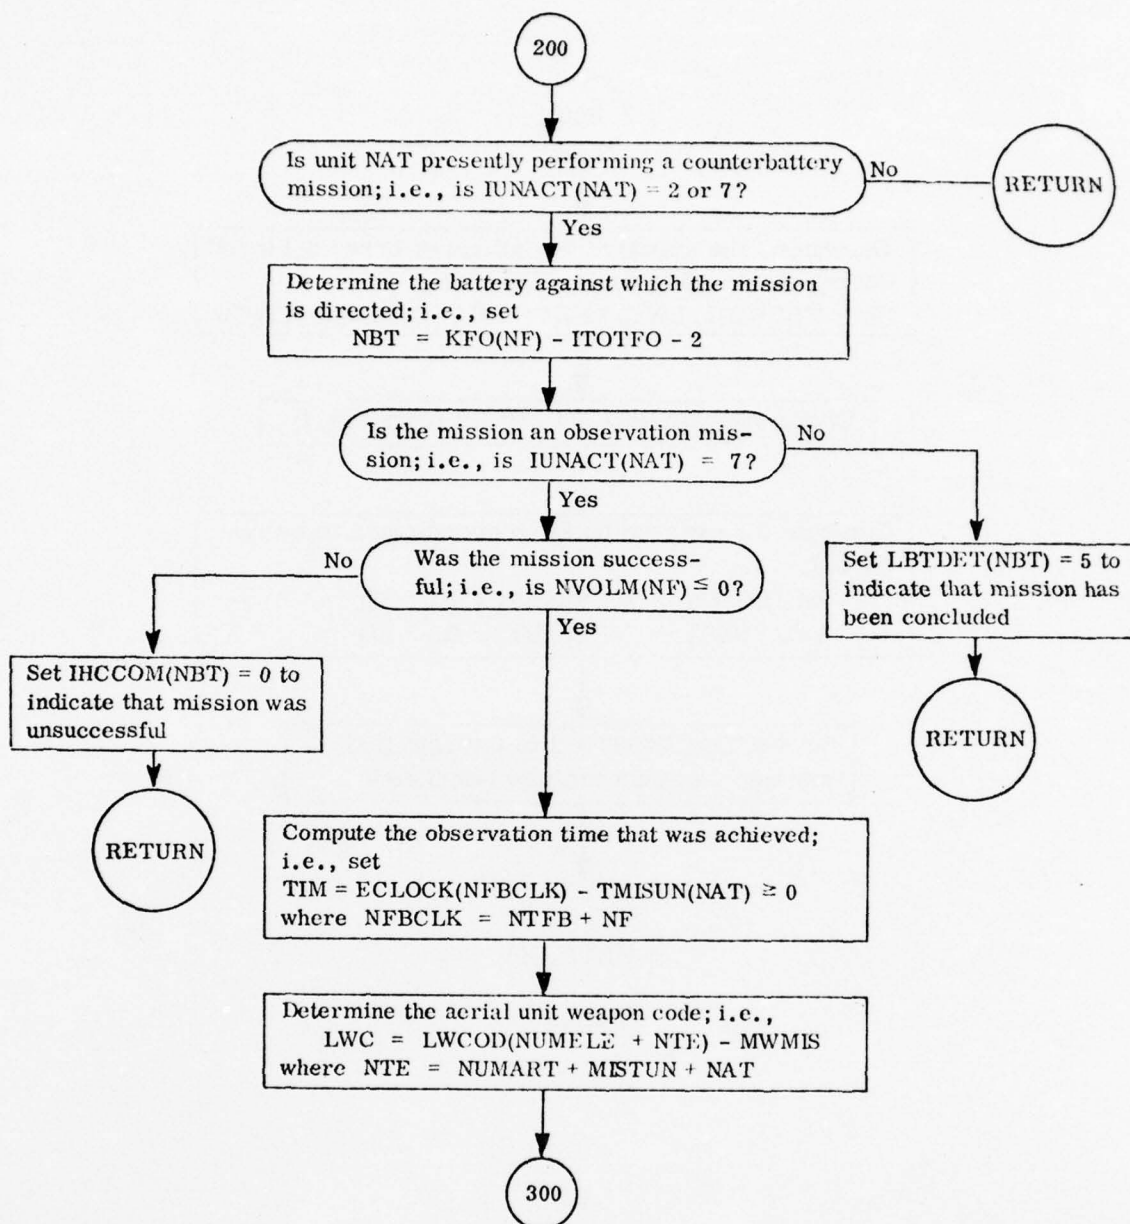 200
Is unit NAT presently performing a counterbattery
mission; i.e., is IUNACT(NAT) = 2 or 7?
No
RETURN
Yes
Determine the battery against which the mission
is directed; i.e., set
NBT = KFO(NF) - ITOTFO - 2
Is the mission an observation mis-
sion; i.e., is IUNACT(NAT) = 7?
No
Yes
No
Was the mission success-
ful; i.e., is NVOLM(NF) ≤ 0?
Yes
Set LBTDET(NBT) = 5 to
indicate that mission has
been concluded
RETURN
Set IHCCOM(NBT) = 0 to
indicate that mission was
unsuccessful
RETURN
Compute the observation time that was achieved;
i.e., set
TIM = ECLOCK(NFBCLK) - TMISUN(NAT) ≥ 0
where NFBCLK = NTFB + NF
Determine the aerial unit weapon code; i.e.,
LWC = LWCOD(NUMELE + NTE) - MWMIS
where NTE = NUMART + MISTUN + NAT
300